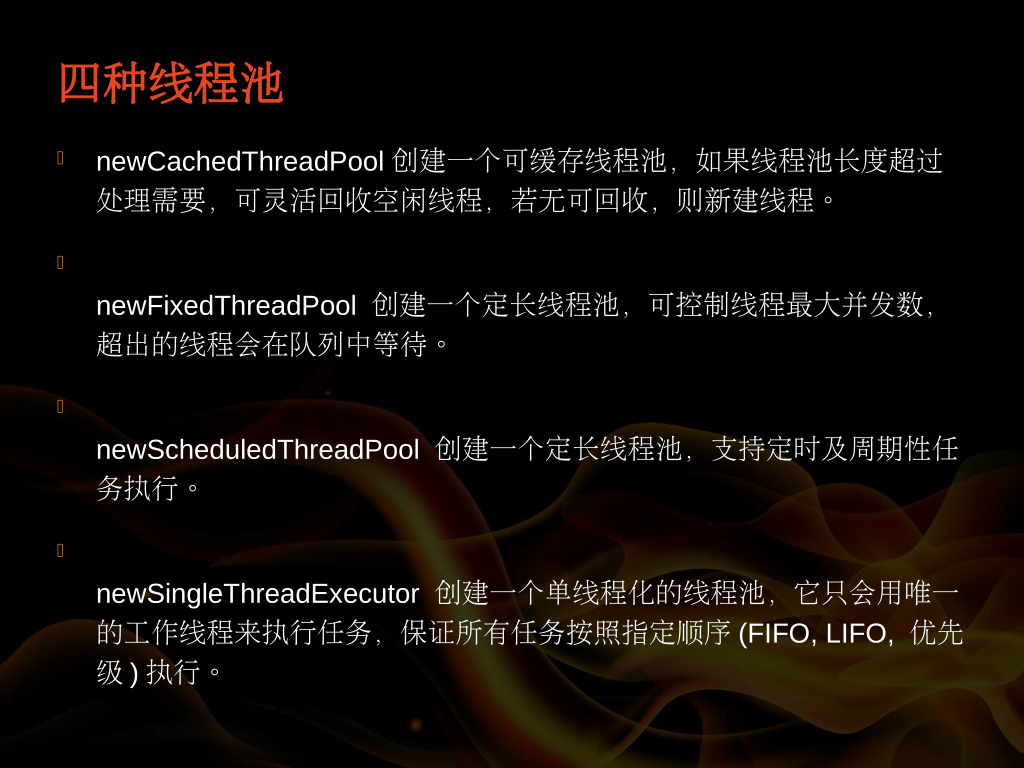 四种线程池
newCachedThreadPool 创建一个可缓存线程池，如果线程池长度超过
处理需要，可灵活回收空闲线程，若无可回收，则新建线程。
newFixedThreadPool 创建一个定长线程池，可控制线程最大并发数，
超出的线程会在队列中等待。
newScheduledThreadPool 创建一个定长线程池，支持定时及周期性任
务执行。
newSingleThreadExecutor 创建一个单线程化的线程池，它只会用唯一
的工作线程来执行任务，保证所有任务按照指定顺序 (FIFO, LIFO, 优先
级 ) 执行。